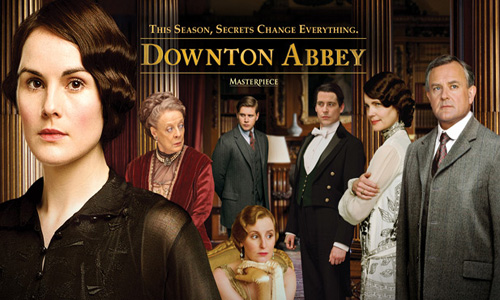 THIS SEASON, SECRETS CHANGE EVERYTHING.
DOWNTON ABBEY
MASTERPIECE